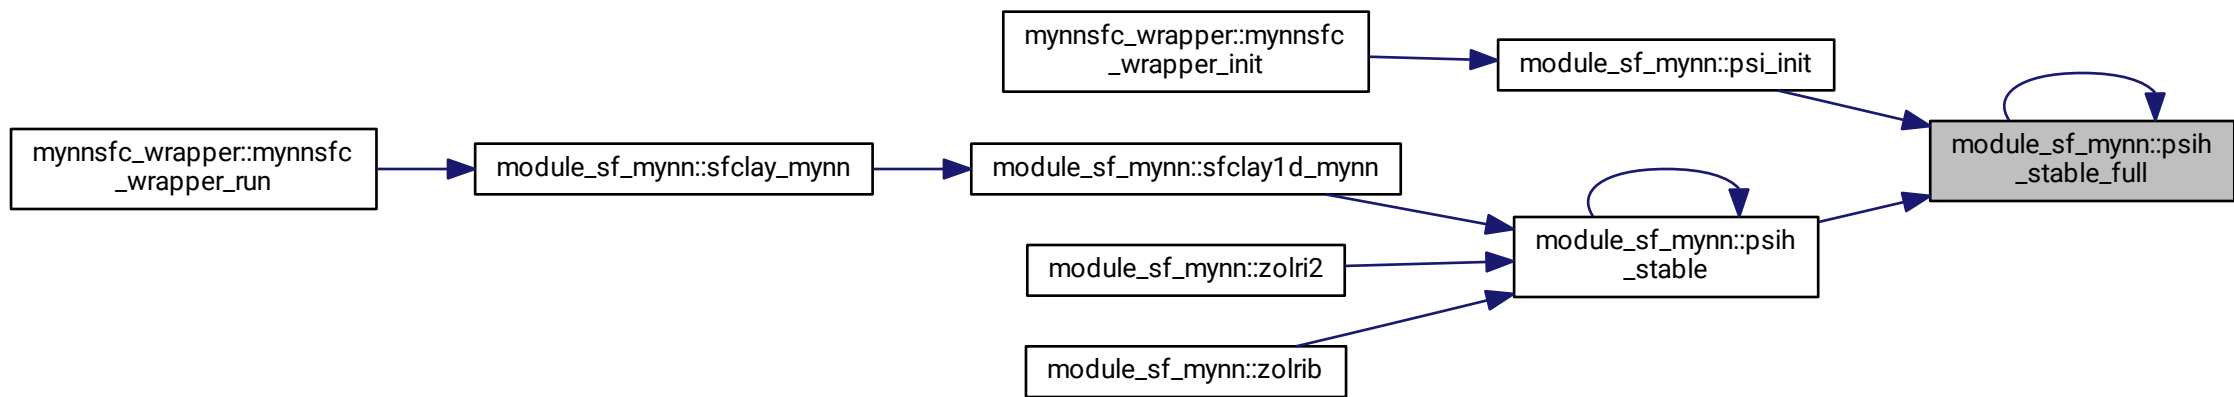 mynnsfc_wrapper::mynnsfc
_wrapper_init
module_sf_mynn::psi_init
mynnsfc_wrapper::mynnsfc
_wrapper_run
module_sf_mynn::sfclay_mynn
module_sf_mynn::sfclay1d_mynn
module_sf_mynn::psih
_stable_full
module_sf_mynn::psih
_stable
module_sf_mynn::zolri2
module_sf_mynn::zolrib